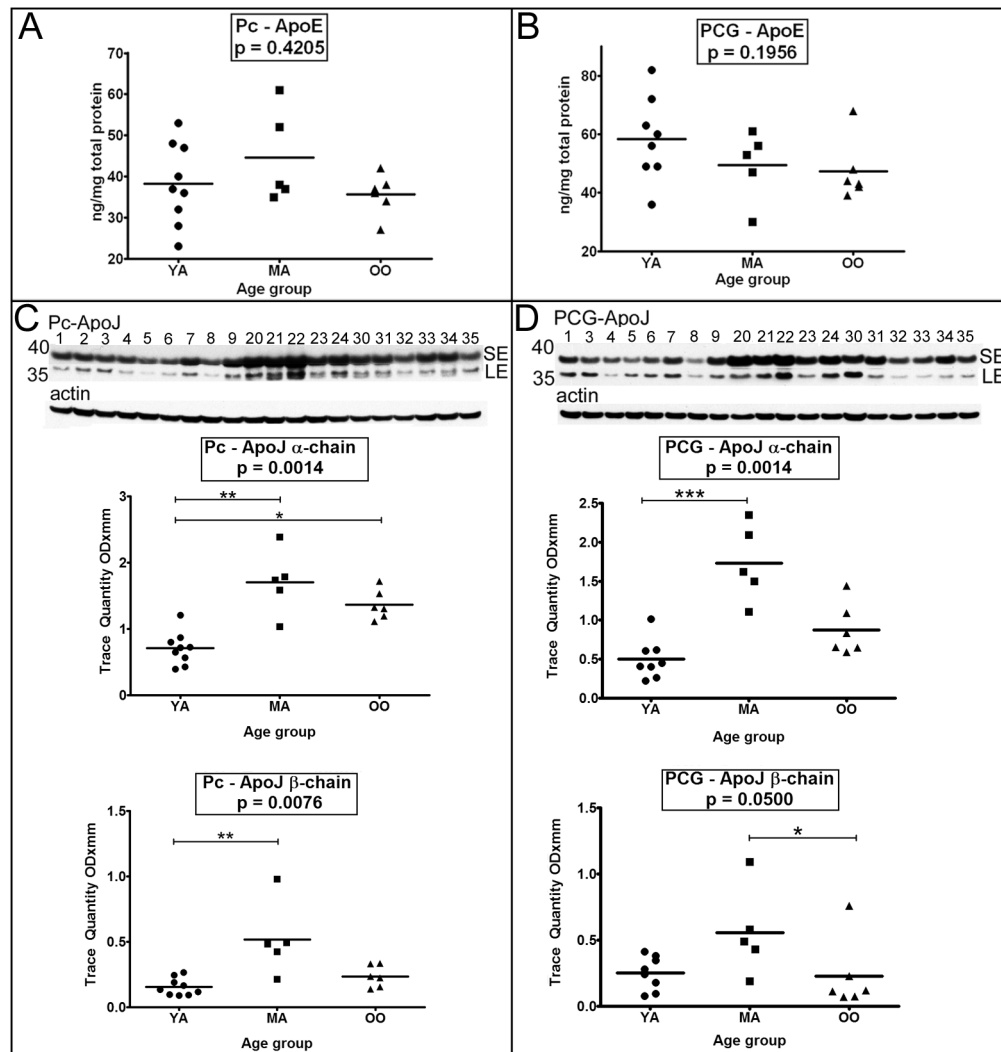 A
Pc - ApoE
p = 0.4205
70
60
50
40
30
20
ng/mg total protein
YA MA OO
Age group
B
PCG - ApoE
p = 0.1956
80
60
40
20
ng/mg total protein
YA MA OO
Age group
C
Pc-ApoJ
1 2 3 4 5 6 7 8 9 20 21 22 23 24 30 31 32 33 34 35
40 SE
35 LE
actin
Pc - ApoJ α-chain
p = 0.0014
**
*
3
2
1
0
Trace Quantity ODxmm
YA MA OO
Age group
Pc - ApoJ β-chain
p = 0.0076
**
1.5
1.0
0.5
0.0
Trace Quantity ODxmm
YA MA OO
Age group
D
PCG-ApoJ
1 3 4 5 6 7 8 9 20 21 22 23 24 30 31 32 33 34 35
40 SE
35 LE
actin
PCG - ApoJ α-chain
p = 0.0014
***
2.5
2.0
1.5
1.0
0.5
0.0
Trace Quantity ODxmm
YA MA OO
Age group
PCG - ApoJ β-chain
p = 0.0500
*
1.5
1.0
0.5
0.0
Trace Quantity ODxmm
YA MA OO
Age group